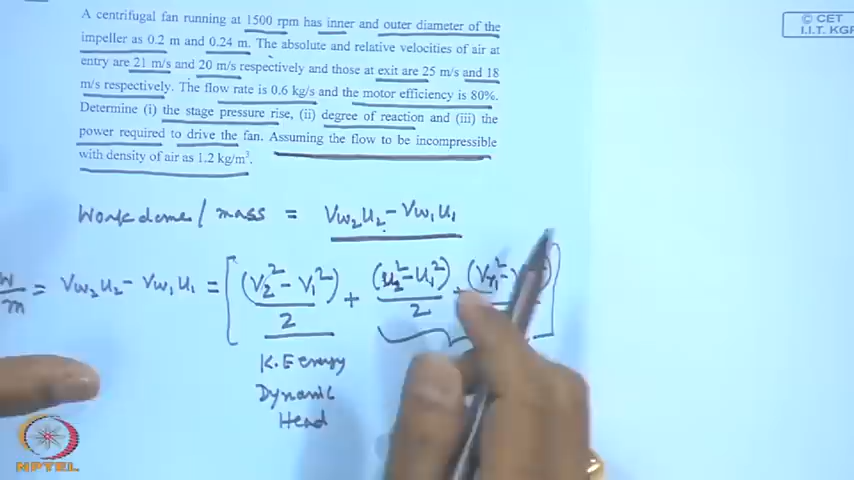 © CET
I.I.T. KGP
A centrifugal fan running at 1500 rpm has inner and outer diameter of the
impeller as 0.2 m and 0.24 m. The absolute and relative velocities of air at
entry are 21 m/s and 20 m/s respectively and those at exit are 25 m/s and 18
m/s respectively. The flow rate is 0.6 kg/s and the motor efficiency is 80%.
Determine (i) the stage pressure rise, (ii) degree of reaction and (iii) the
power required to drive the fan. Assuming the flow to be incompressible
with density of air as 1.2 kg/m³.
Work done / mass = Vw₂U₂ - Vw₁U₁
W/m = Vw₂U₂ - Vw₁U₁ = [(V₂² - V₁²)/2 + (U₂² - U₁²)/2 + (Vr₁² -
K.E energy
Dynamic
Head
NPTEL